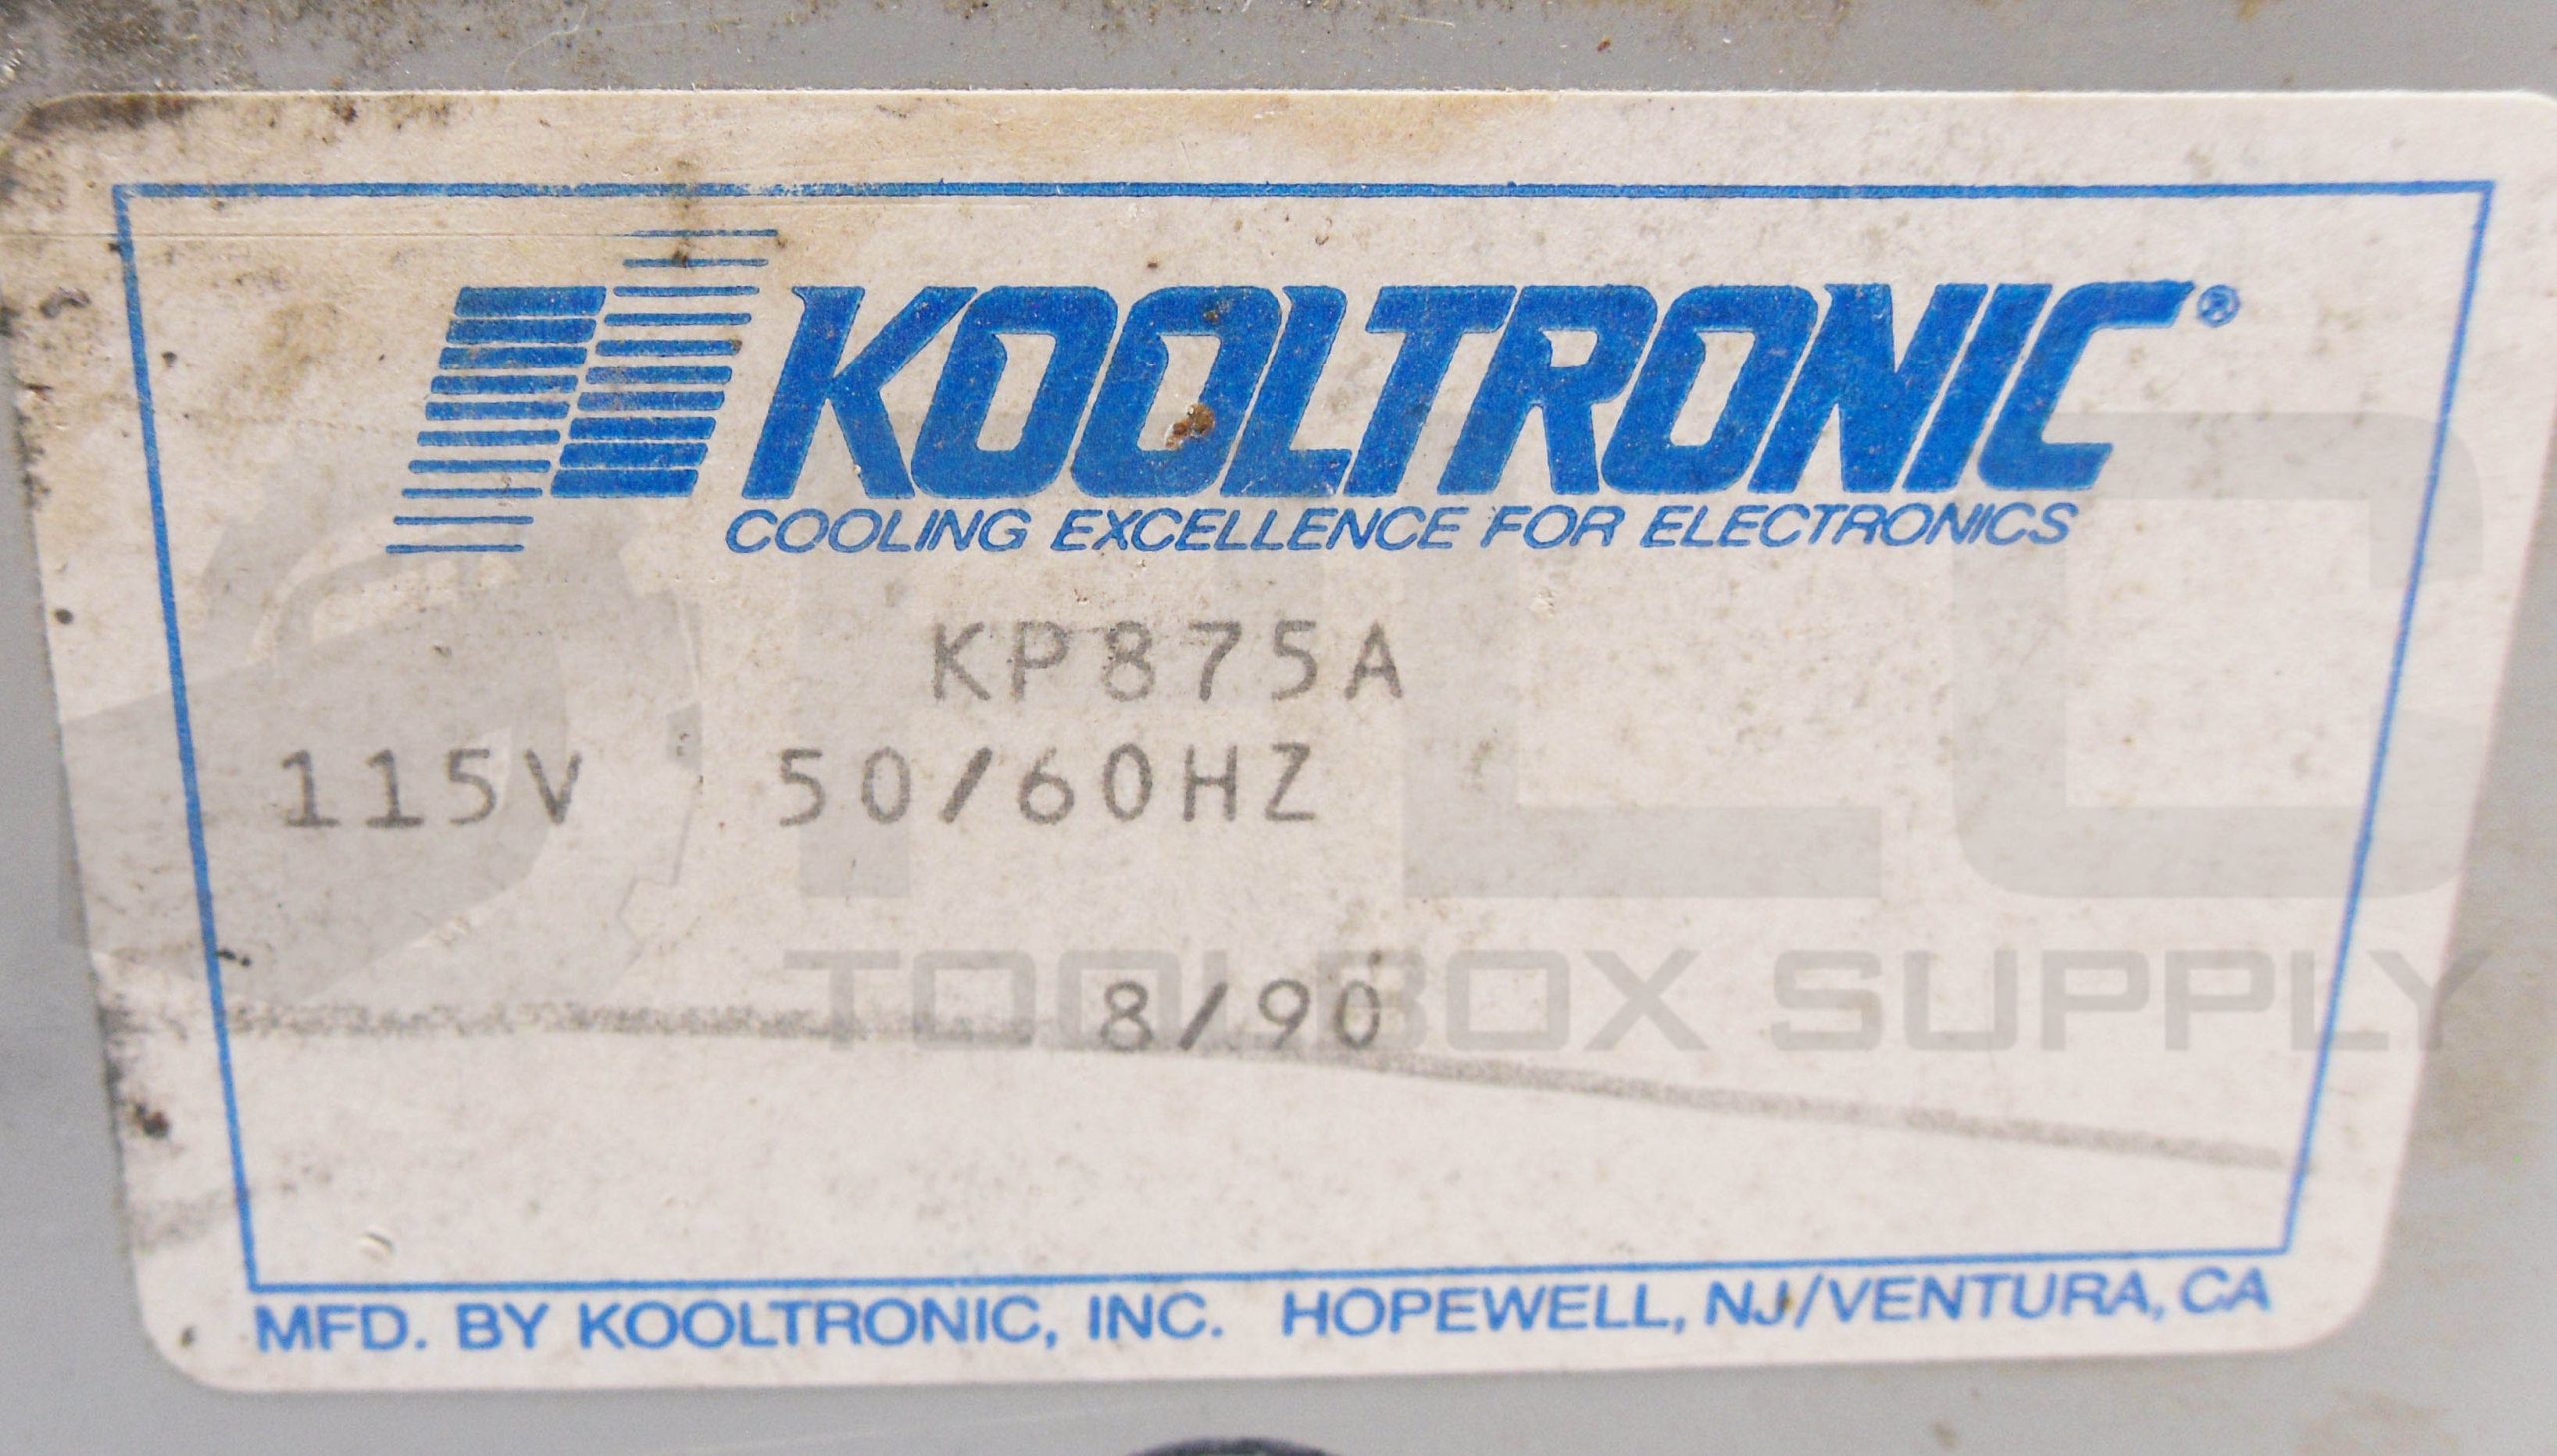 KOOLTRONIC®
COOLING EXCELLENCE FOR ELECTRONICS
KP875A
115V 50/60HZ
8/90
TOOLBOX SUPPLY
MFD. BY KOOLTRONIC, INC. HOPEWELL, NJ/VENTURA, CA